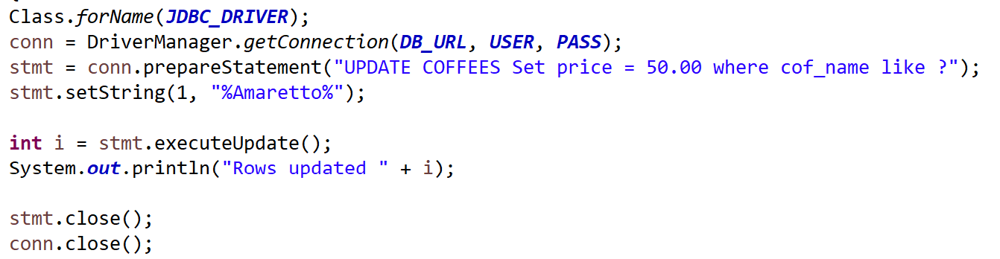 Class.forName(JDBC_DRIVER);
conn = DriverManager.getConnection(DB_URL, USER, PASS);
stmt = conn.prepareStatement("UPDATE COFFEES Set price = 50.00 where cof_name like ?");
stmt.setString(1, "%Amaretto%");
int i = stmt.executeUpdate();
System.out.println("Rows updated " + i);
stmt.close();
conn.close();